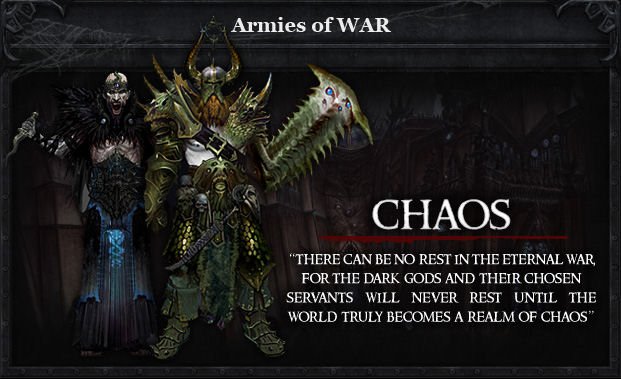 Armies of WAR
CHAOS
“THERE CAN BE NO REST IN THE ETERNAL WAR,
FOR THE DARK GODS AND THEIR CHOSEN
SERVANTS WILL NEVER REST UNTIL THE
WORLD TRULY BECOMES A REALM OF CHAOS”